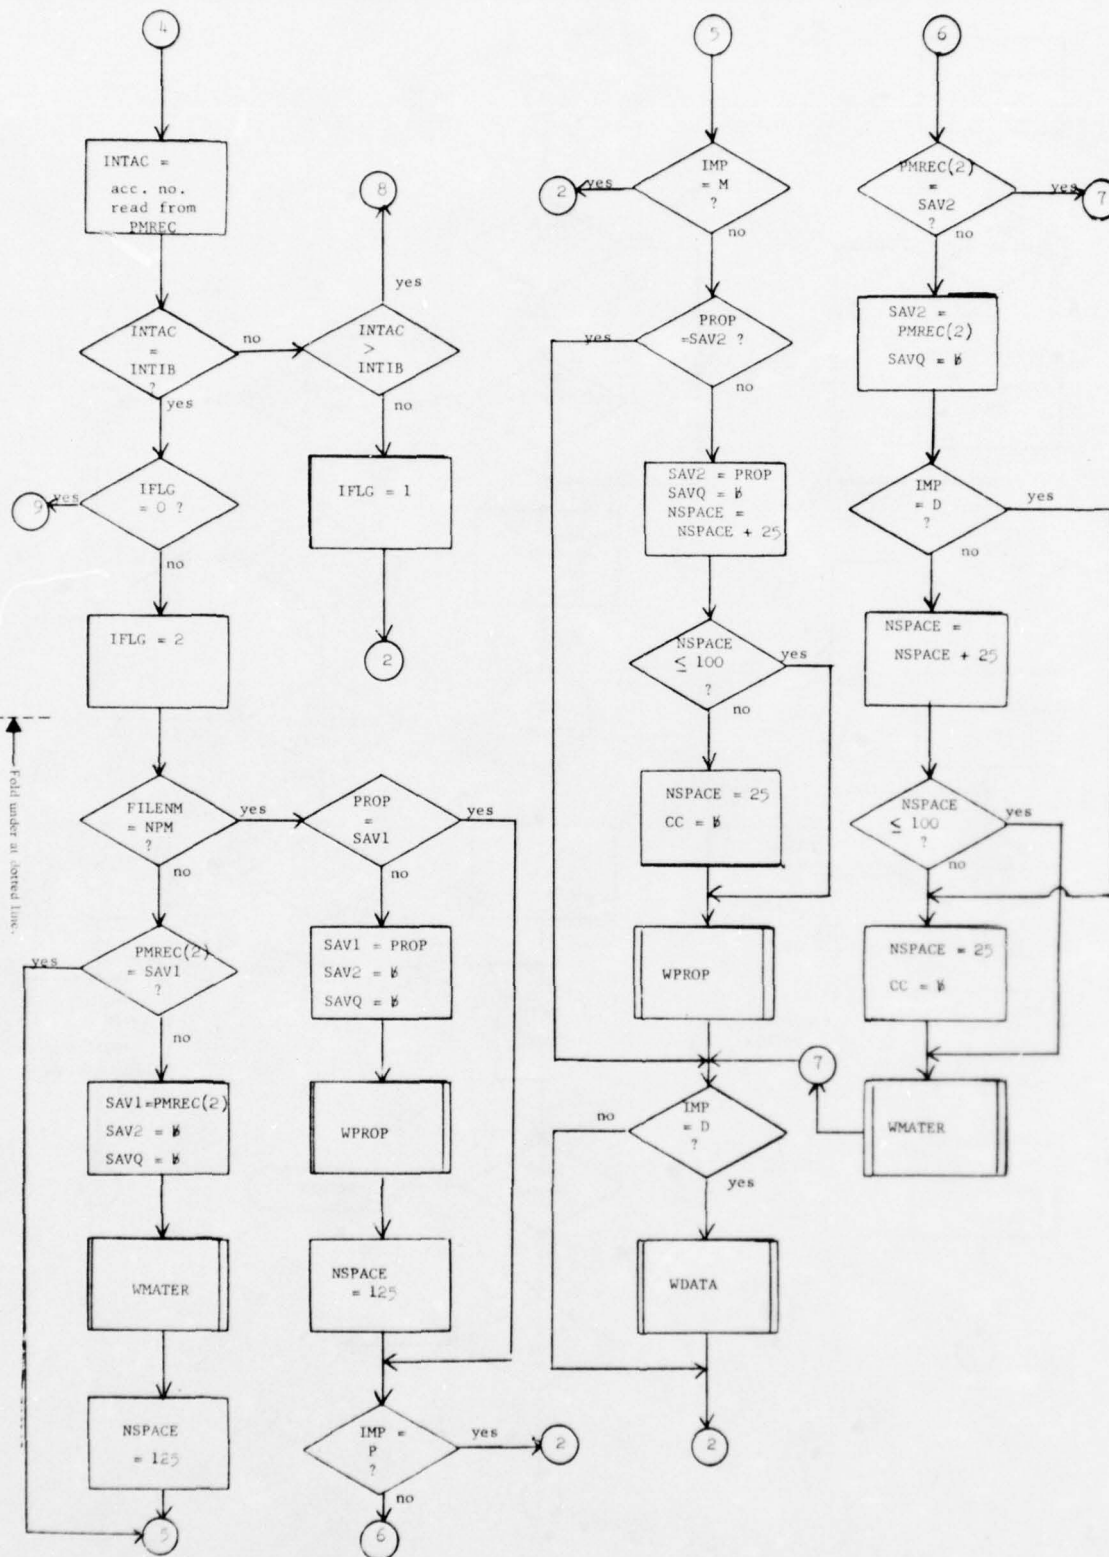 4
INTAC =
acc. no.
read from
PMREC
INTAC
=
INTIB
?
no
yes
8
yes
INTAC
>
INTIB
no
IFLG
= 0 ?
yes
9
no
IFLG = 1
2
IFLG = 2
Fold under at dotted line.
FILENM
= NPM
?
yes
no
PROP
=
SAV1
yes
no
PMREC(2)
= SAV1
?
yes
no
SAV1 = PROP
SAV2 = b̸
SAVQ = b̸
SAV1=PMREC(2)
SAV2 = b̸
SAVQ = b̸
WPROP
WMATER
NSPACE
= 125
NSPACE
= 125
IMP =
P
?
yes
2
no
5
6
5
IMP
= M
?
yes
2
no
PROP
=SAV2 ?
yes
no
SAV2 = PROP
SAVQ = b̸
NSPACE =
NSPACE + 25
NSPACE
≤ 100
?
yes
no
NSPACE = 25
CC = b̸
WPROP
7
IMP
= D
?
no
yes
WDATA
2
6
PMREC(2)
=
SAV2
?
yes
7
no
SAV2 =
PMREC(2)
SAVQ = b̸
IMP
= D
?
yes
no
NSPACE =
NSPACE + 25
NSPACE
≤ 100
?
yes
no
NSPACE = 25
CC = b̸
WMATER